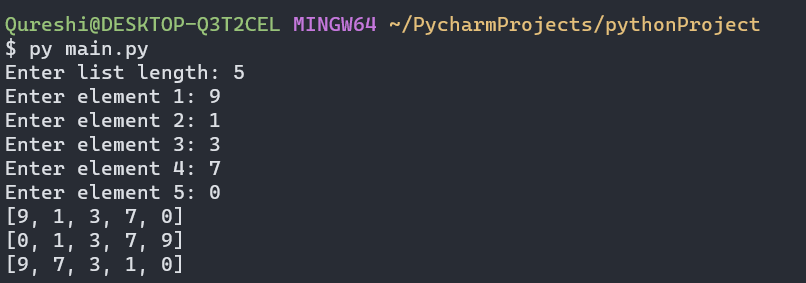 Qureshi@DESKTOP-Q3T2CEL MINGW64 ~/PycharmProjects/pythonProject
$ py main.py
Enter list length: 5
Enter element 1: 9
Enter element 2: 1
Enter element 3: 3
Enter element 4: 7
Enter element 5: 0
[9, 1, 3, 7, 0]
[0, 1, 3, 7, 9]
[9, 7, 3, 1, 0]